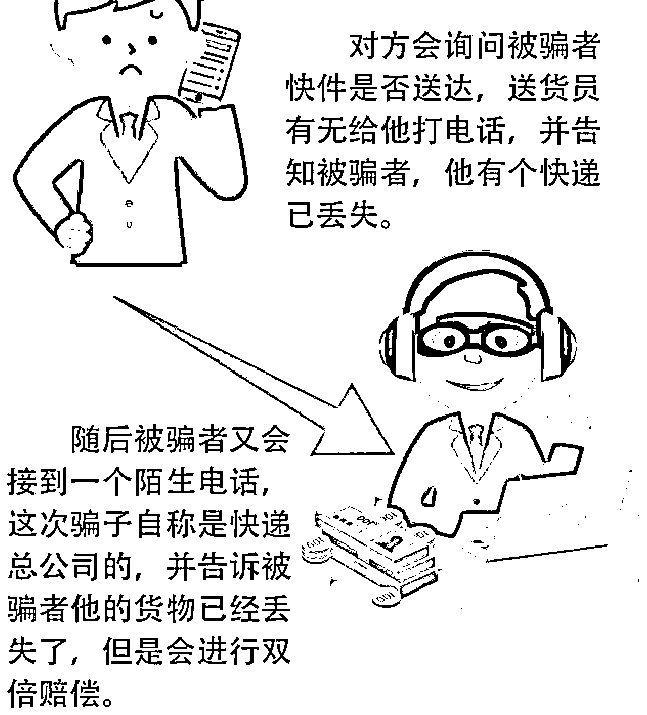 对方会询问被骗者
快件是否送达，送货员
有无给他打电话，并告
知被骗者，他有个快递
已丢失。
随后被骗者又会
接到一个陌生电话，
这次骗子自称是快递
总公司的，并告诉被
骗者他的货物已经丢
失了，但是会进行双
倍赔偿。